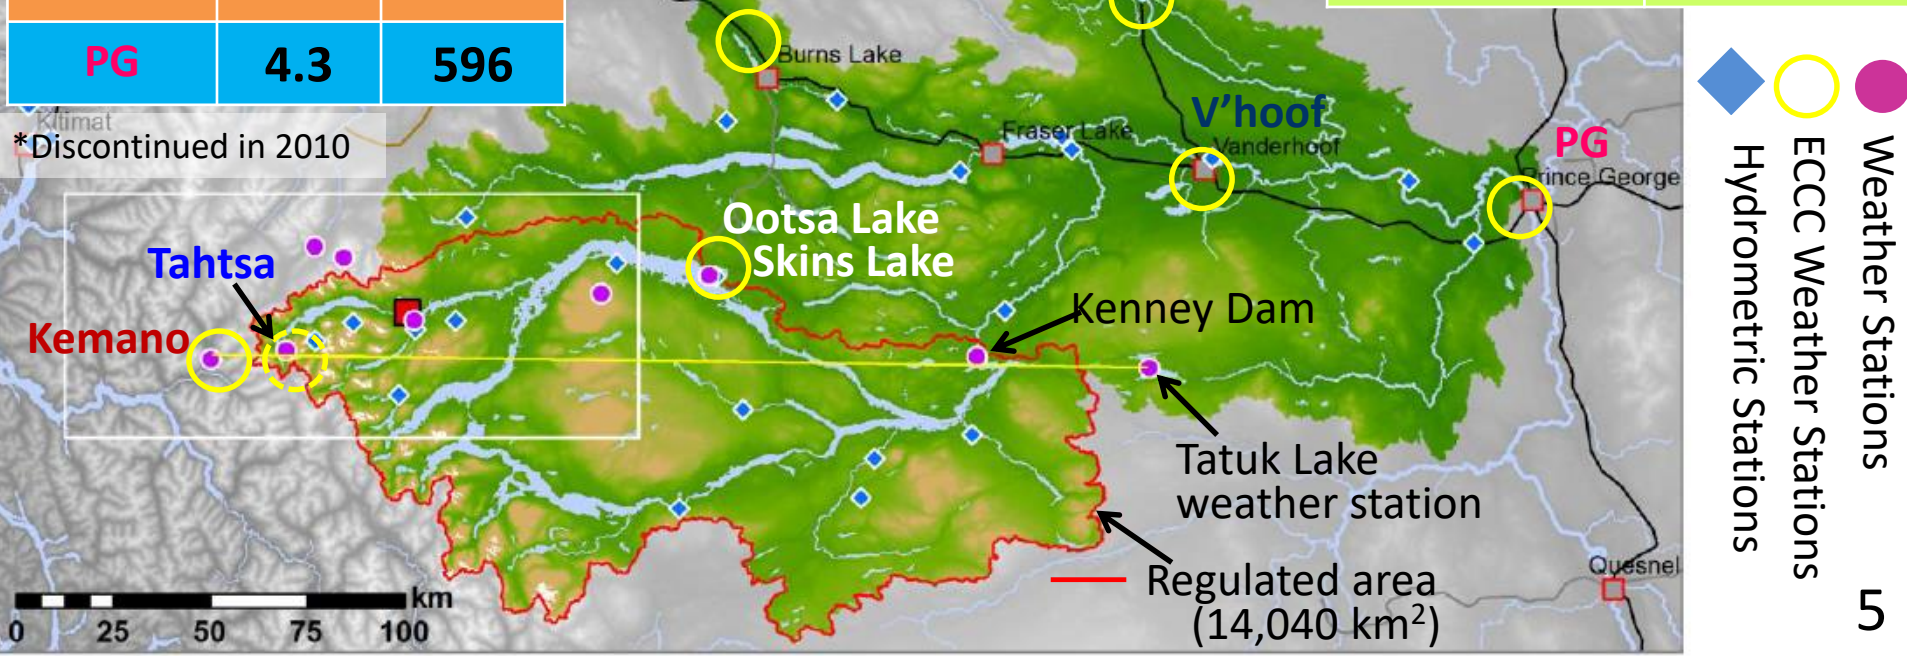 PG 4.3 596
*Discontinued in 2010
Kitimat
Burns Lake
Fraser Lake
V'hoof
Vanderhoof
PG
Prince George
Ootsa Lake
Skins Lake
Tahtsa
Kemano
Kenney Dam
Tatuk Lake
weather station
Regulated area
(14,040 km²)
Quesnel
km
0 25 50 75 100
Weather Stations
ECCC Weather Stations
Hydrometric Stations
5